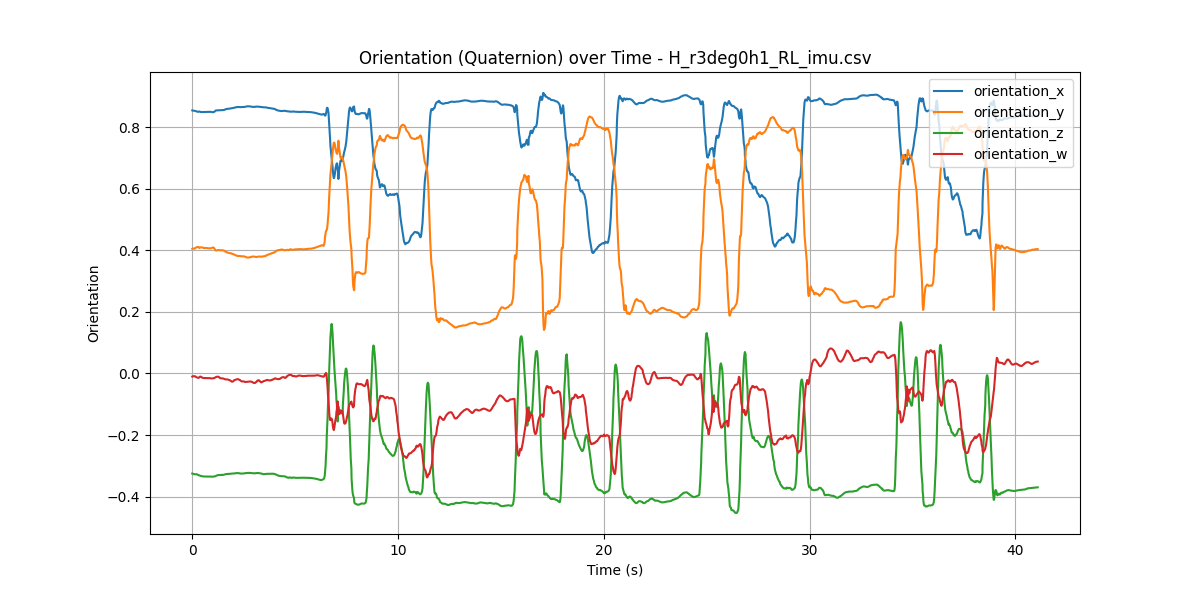 Orientation (Quaternion) over Time - H_r3deg0h1_RL_imu.csv
orientation_x
orientation_y
orientation_z
orientation_w
Orientation
0.8
0.6
0.4
0.2
0.0
−0.2
−0.4
0 10 20 30 40
Time (s)